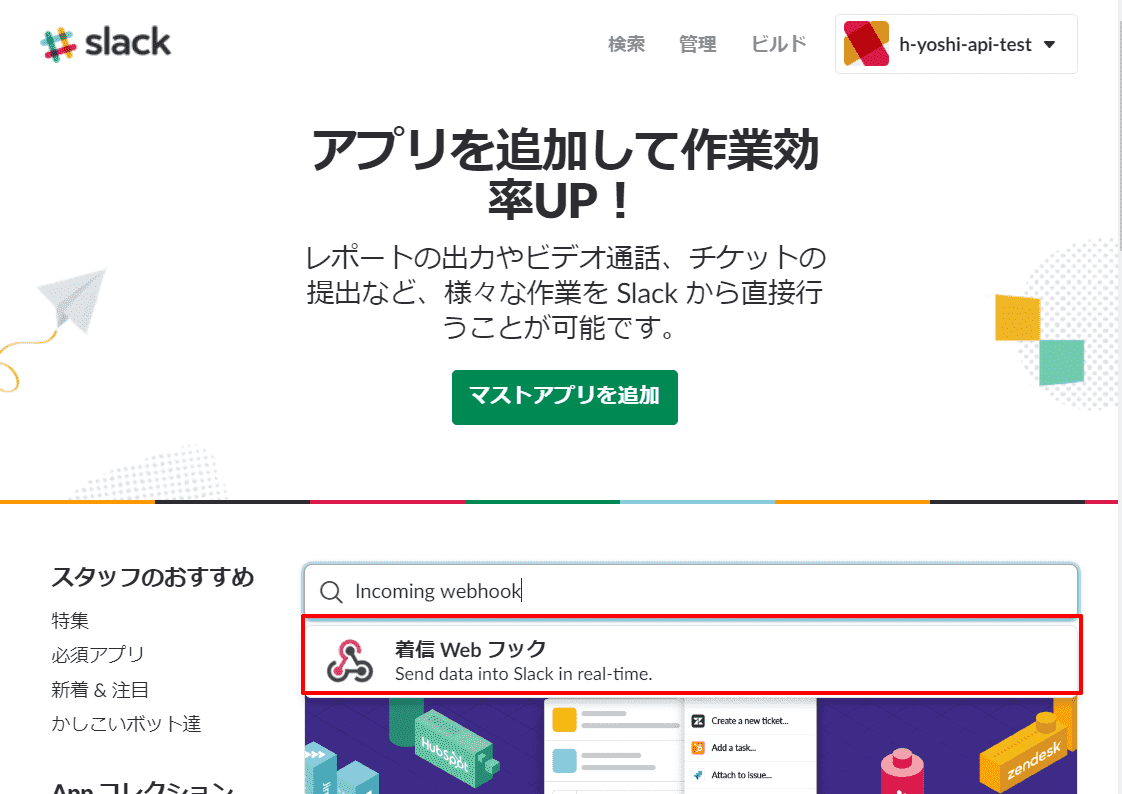 slack
検索
管理
ビルド
h-yoshi-api-test
アプリを追加して作業効
率UP！
レポートの出力やビデオ通話、チケットの
提出など、様々な作業を Slack から直接行
うことが可能です。
マストアプリを追加
スタッフのおすすめ
特集
必須アプリ
新着 & 注目
かしこいボット達
App コレクション
Incoming webhook
着信 Web フック
Send data into Slack in real-time.
HubSpot
Create a new ticket...
Add a task...
Attach to issue...
zendesk